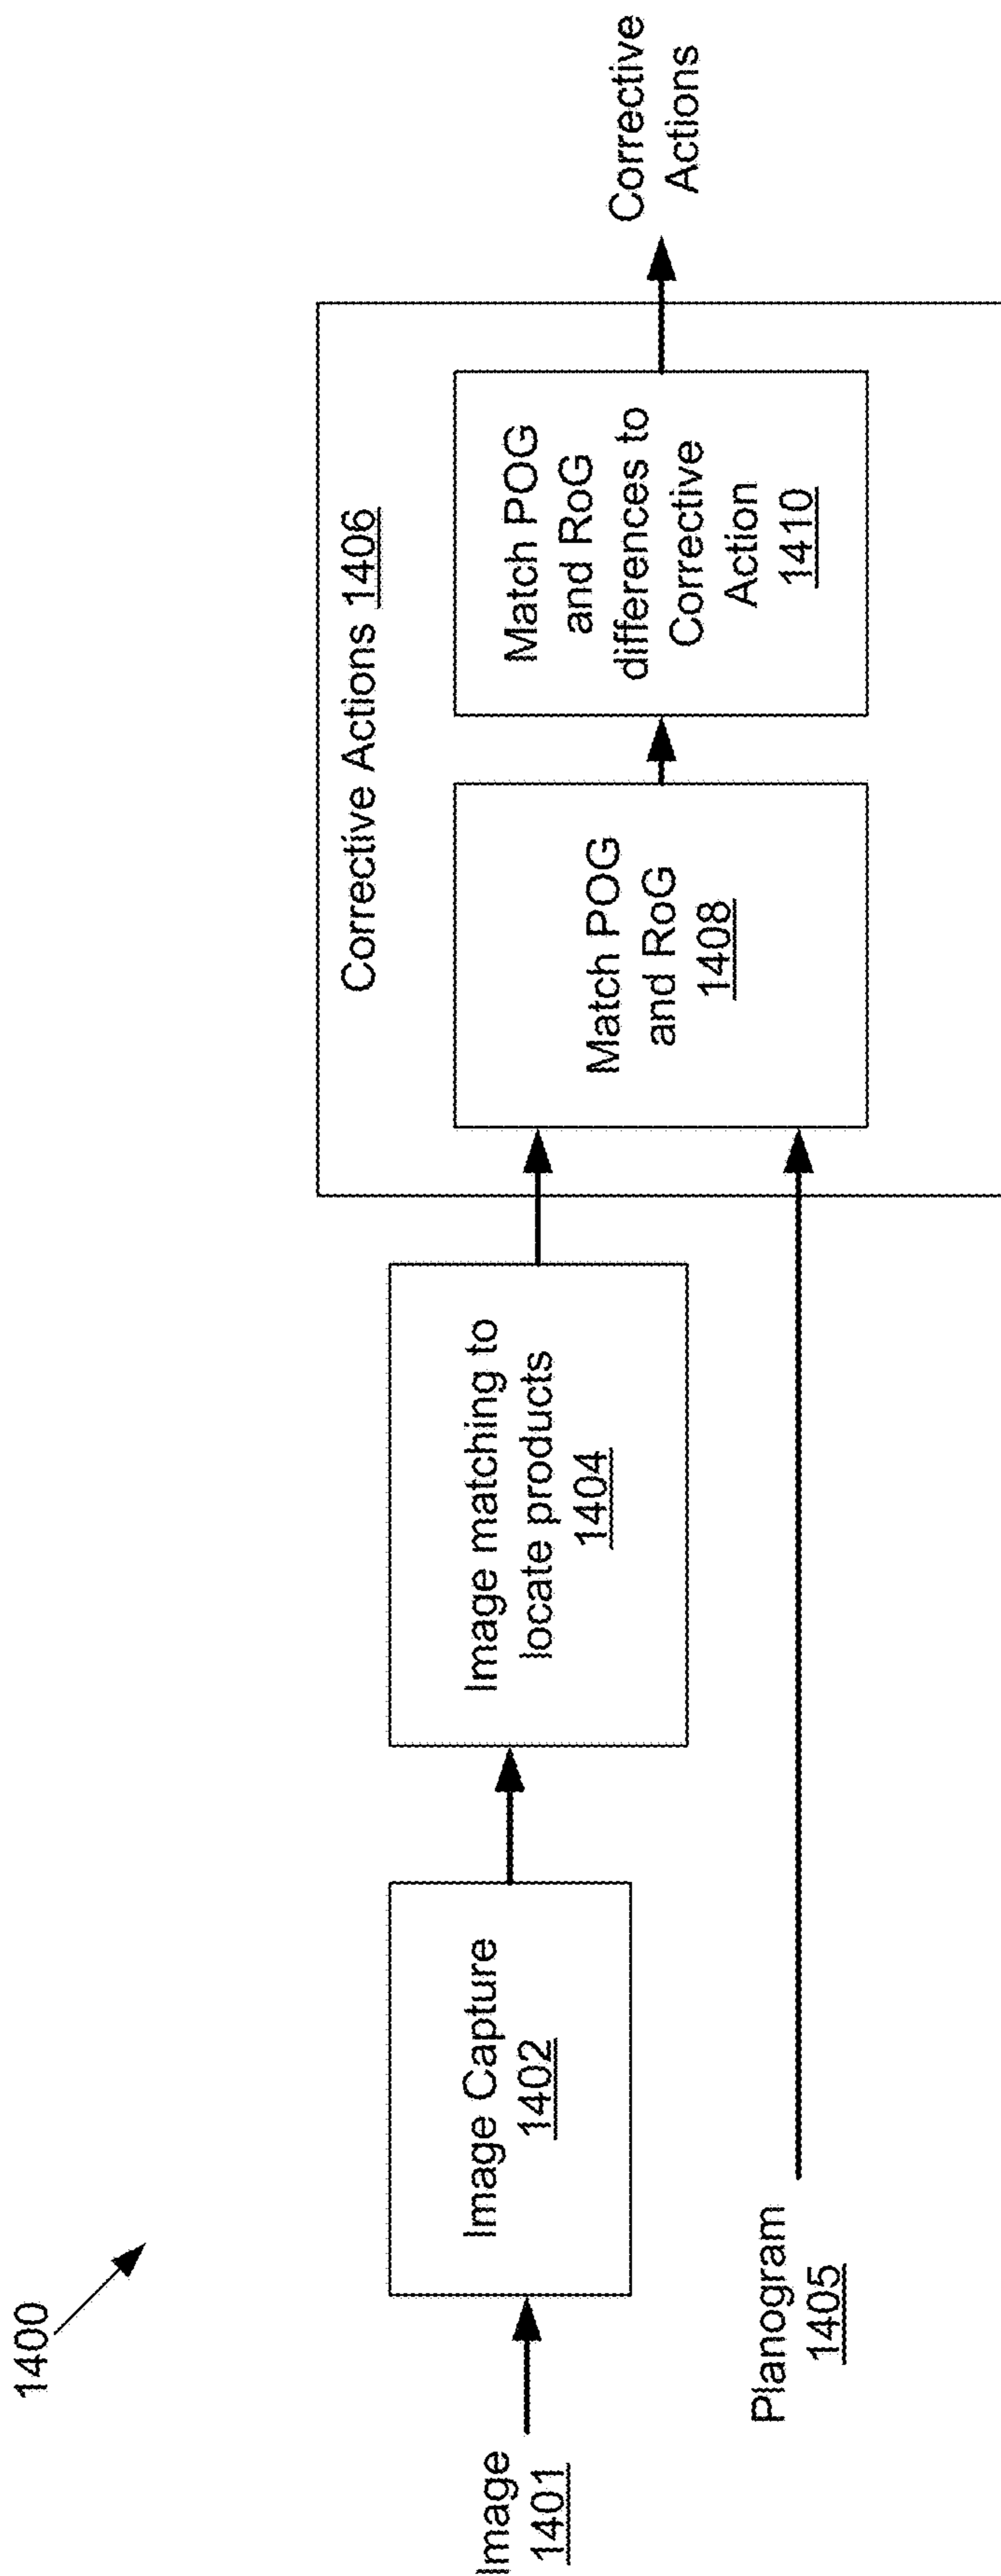 1400
Image
1401
Image Capture
1402
Image matching to
locate products
1404
Planogram
1405
Corrective Actions 1406
Match POG
and RoG
1408
Match POG
and RoG
differences to
Corrective
Action
1410
Corrective
Actions